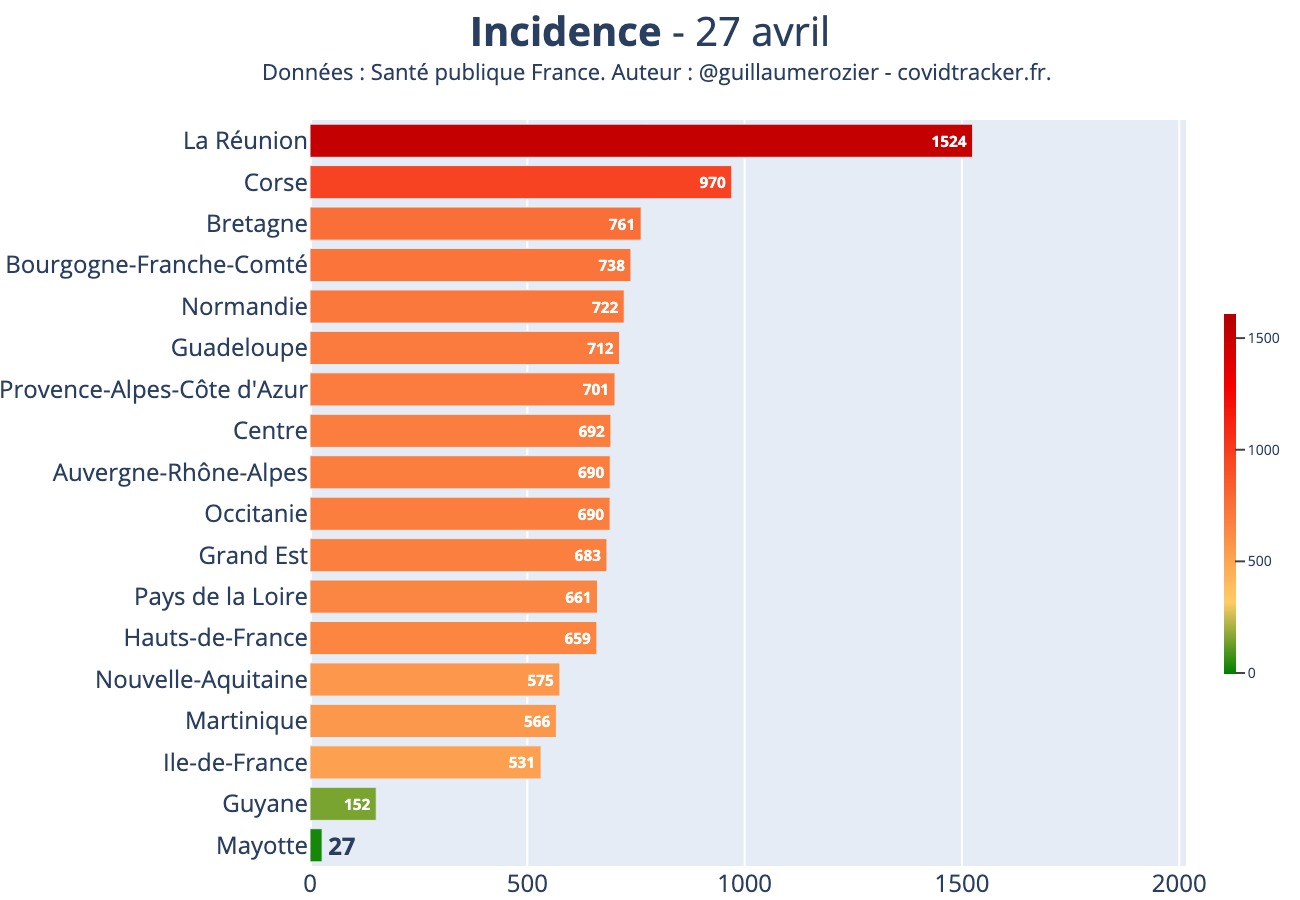 Incidence - 27 avril
Données : Santé publique France. Auteur : @guillaumerozier - covidtracker.fr.
La Réunion 1524
Corse 970
Bretagne 761
Bourgogne-Franche-Comté 738
Normandie 722
Guadeloupe 712
Provence-Alpes-Côte d'Azur 701
Centre 692
Auvergne-Rhône-Alpes 690
Occitanie 690
Grand Est 683
Pays de la Loire 661
Hauts-de-France 659
Nouvelle-Aquitaine 575
Martinique 566
Ile-de-France 531
Guyane 152
Mayotte 27
0 500 1000 1500 2000
1500
1000
500
0